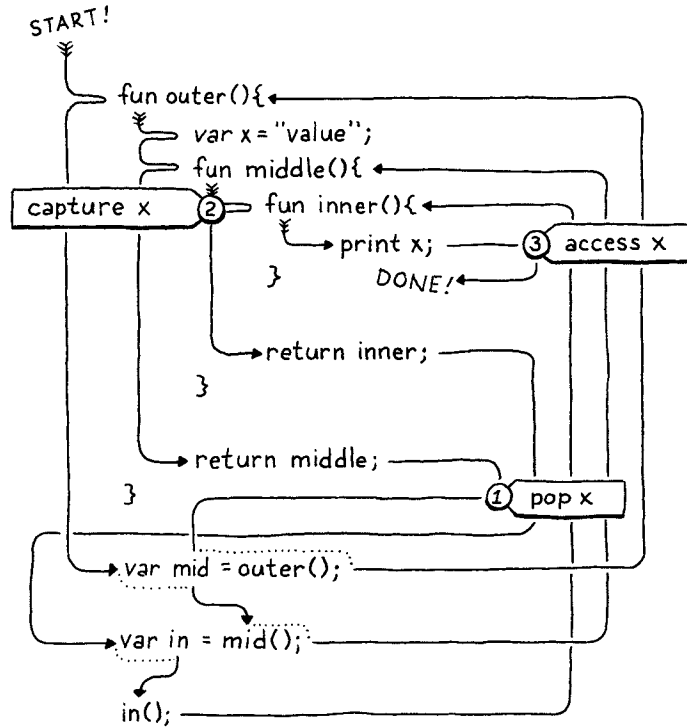 START!
fun outer(){
var x = "value";
fun middle(){
capture x
2
fun inner(){
print x;
3
access x
}
DONE!
return inner;
}
return middle;
}
1
pop x
var mid = outer();
var in = mid();
in();